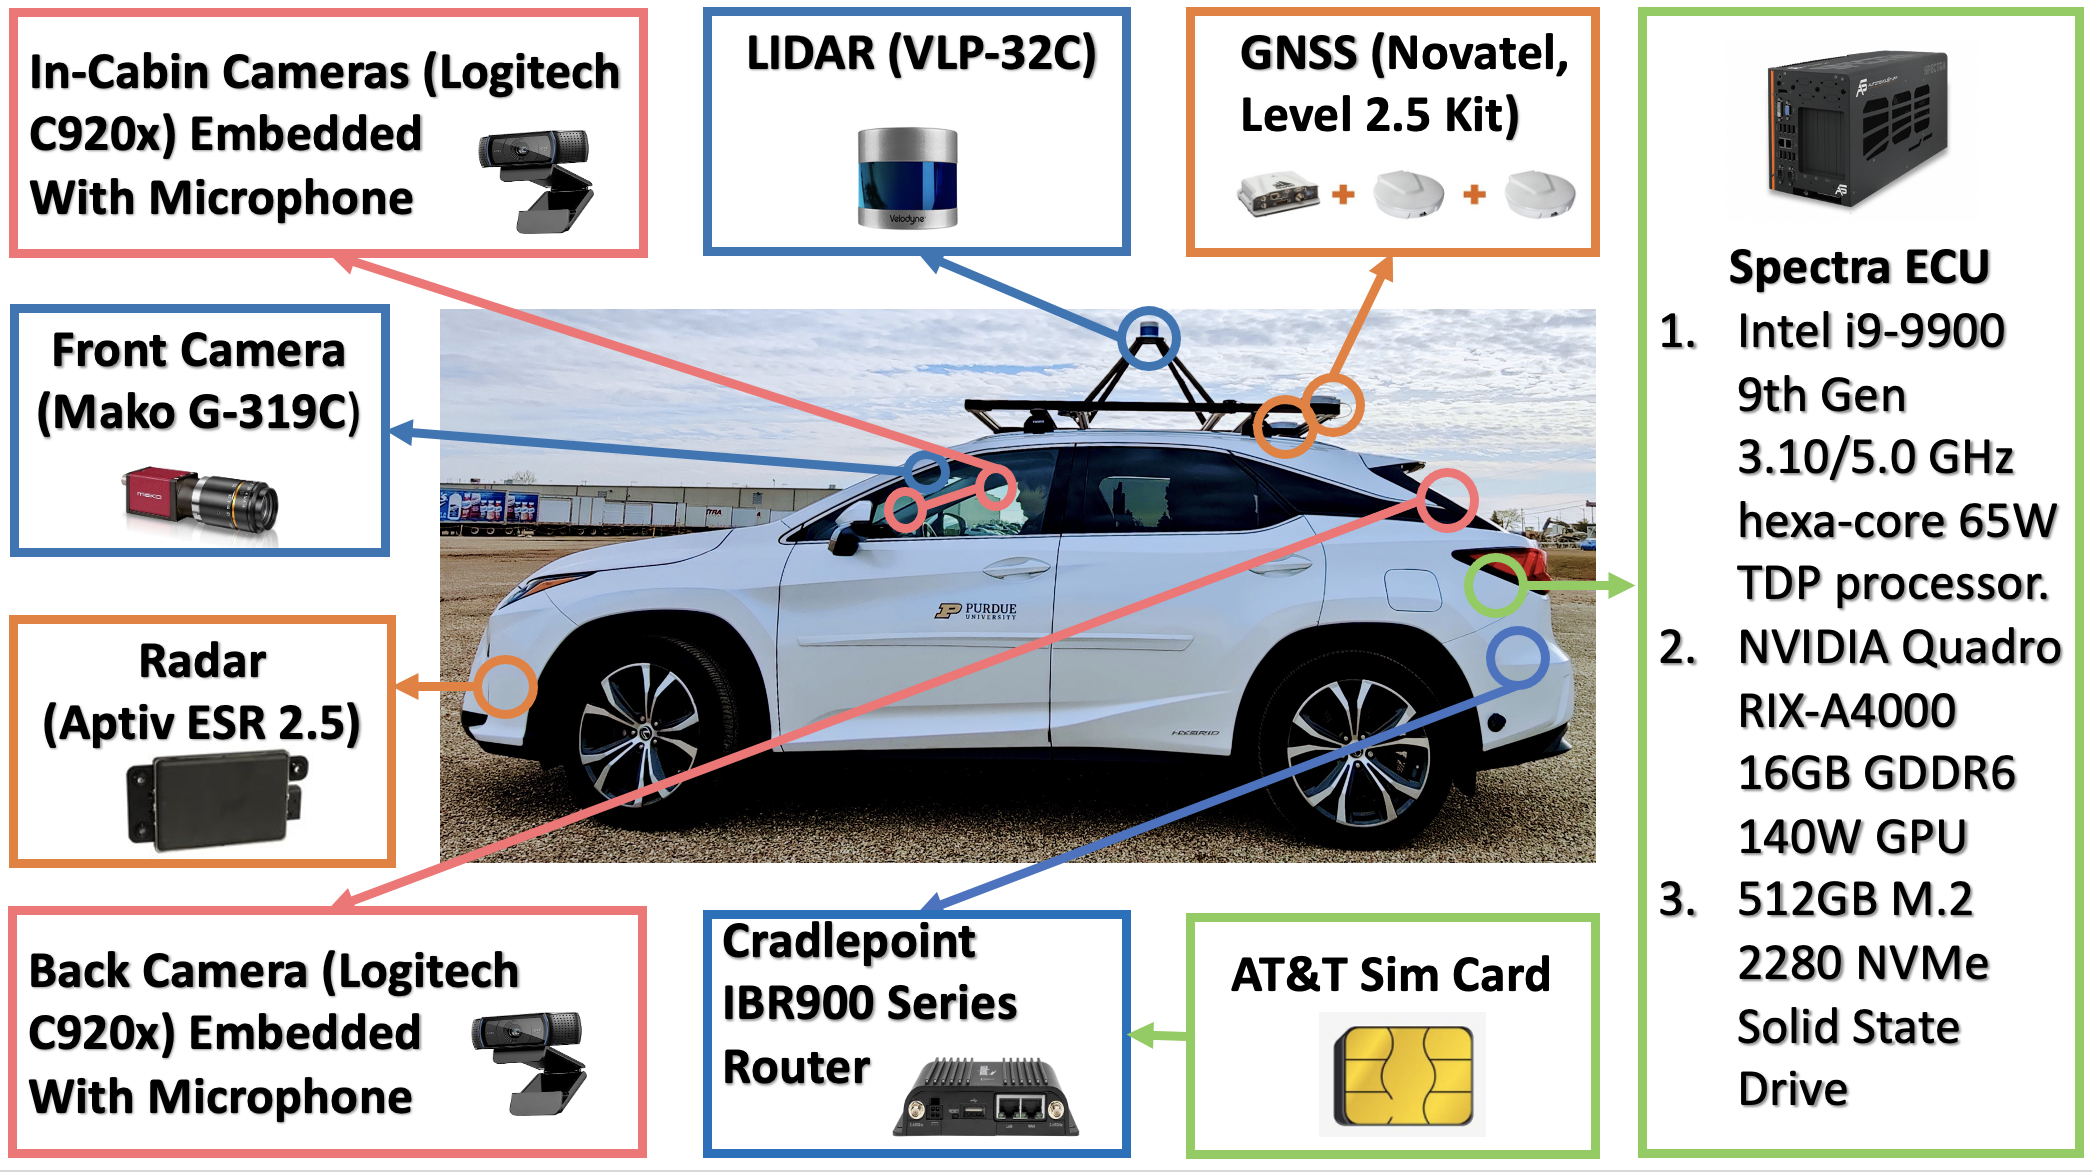 In-Cabin Cameras (Logitech
C920x) Embedded
With Microphone
LIDAR (VLP-32C)
Velodyne
GNSS (Novatel,
Level 2.5 Kit)
Front Camera
(Mako G-319C)
MAKO
Radar
(Aptiv ESR 2.5)
PURDUE
UNIVERSITY
HYBRID
Back Camera (Logitech
C920x) Embedded
With Microphone
Cradlepoint
IBR900 Series
Router
AT&T Sim Card
SPECTRA
Spectra ECU
1. Intel i9-9900
9th Gen
3.10/5.0 GHz
hexa-core 65W
TDP processor.
2. NVIDIA Quadro
RIX-A4000
16GB GDDR6
140W GPU
3. 512GB M.2
2280 NVMe
Solid State
Drive